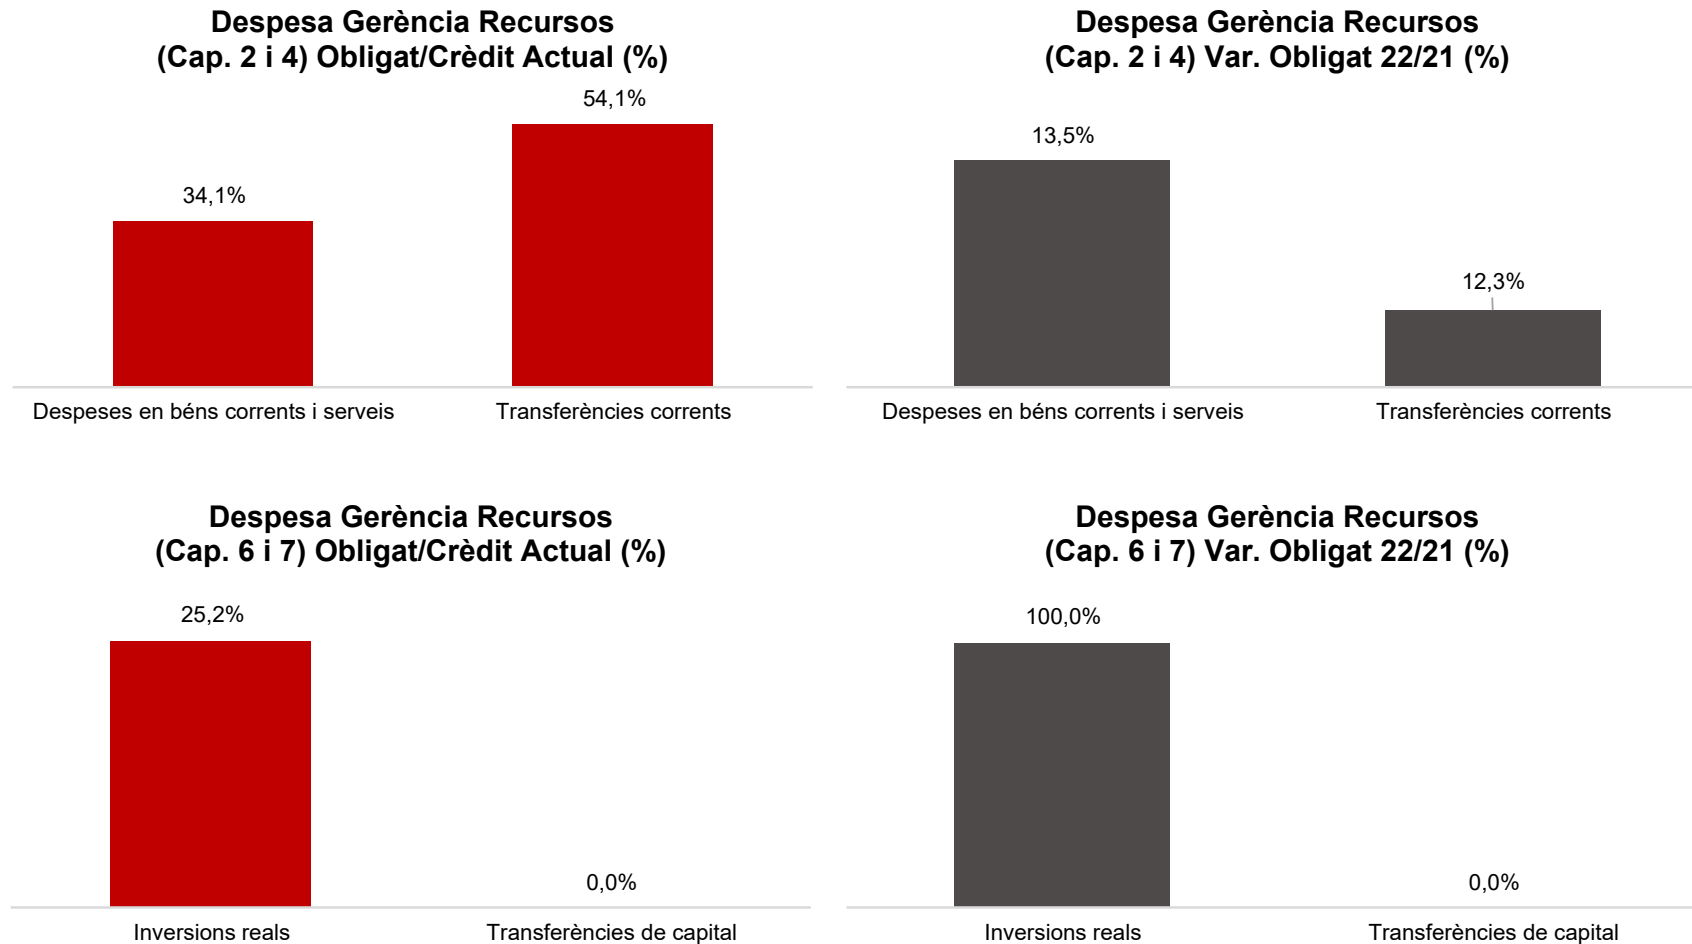 Despesa Gerència Recursos
(Cap. 2 i 4) Obligat/Crèdit Actual (%)
54,1%
34,1%
Despeses en béns corrents i serveis
Transferències corrents
Despesa Gerència Recursos
(Cap. 2 i 4) Var. Obligat 22/21 (%)
13,5%
12,3%
Despeses en béns corrents i serveis
Transferències corrents
Despesa Gerència Recursos
(Cap. 6 i 7) Obligat/Crèdit Actual (%)
25,2%
0,0%
Inversions reals
Transferències de capital
Despesa Gerència Recursos
(Cap. 6 i 7) Var. Obligat 22/21 (%)
100,0%
0,0%
Inversions reals
Transferències de capital